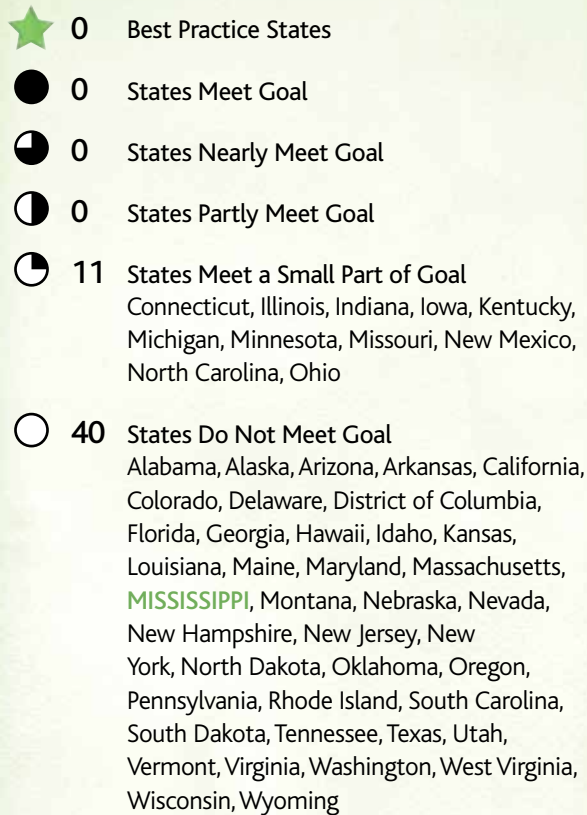 0 Best Practice States
0 States Meet Goal
0 States Nearly Meet Goal
0 States Partly Meet Goal
11 States Meet a Small Part of Goal
Connecticut, Illinois, Indiana, Iowa, Kentucky,
Michigan, Minnesota, Missouri, New Mexico,
North Carolina, Ohio
40 States Do Not Meet Goal
Alabama, Alaska, Arizona, Arkansas, California,
Colorado, Delaware, District of Columbia,
Florida, Georgia, Hawaii, Idaho, Kansas,
Louisiana, Maine, Maryland, Massachusetts,
MISSISSIPPI, Montana, Nebraska, Nevada,
New Hampshire, New Jersey, New
York, North Dakota, Oklahoma, Oregon,
Pennsylvania, Rhode Island, South Carolina,
South Dakota, Tennessee, Texas, Utah,
Vermont, Virginia, Washington, West Virginia,
Wisconsin, Wyoming